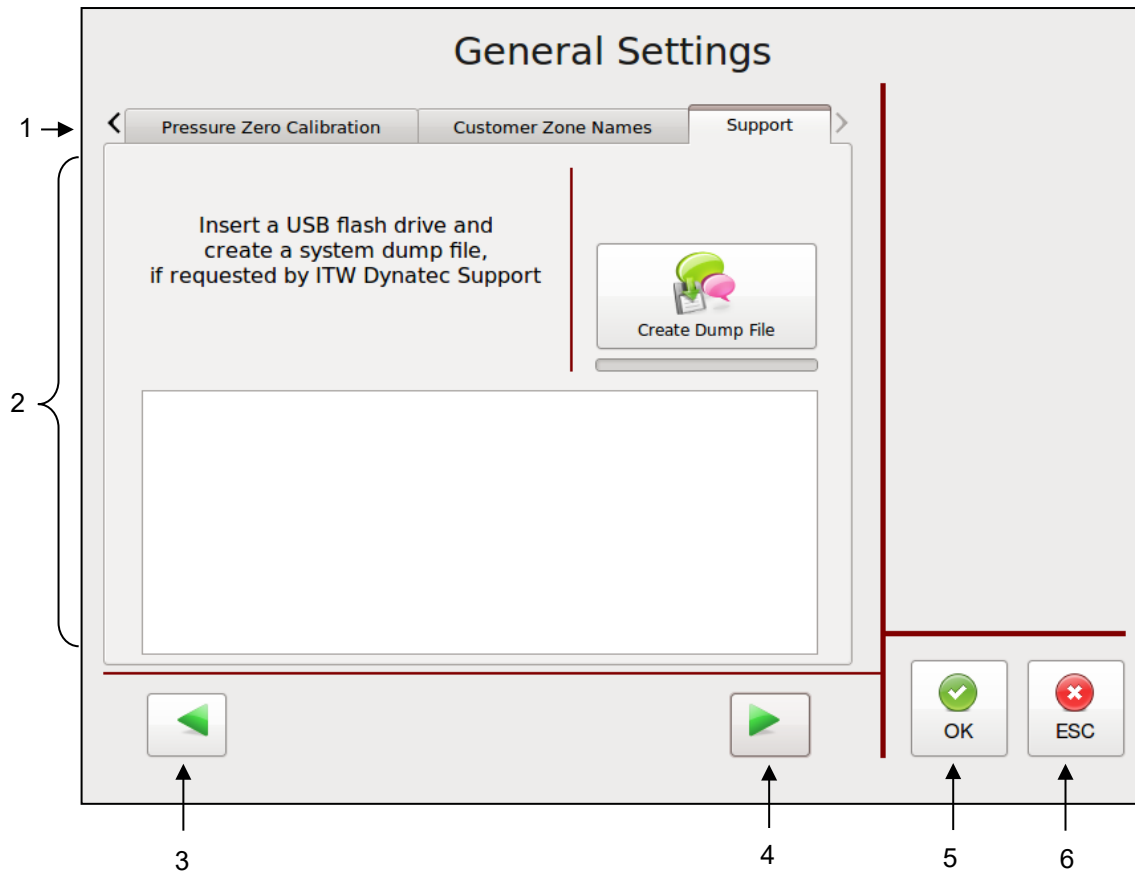 General Settings
1
Pressure Zero Calibration
Customer Zone Names
Support
2
Insert a USB flash drive and
create a system dump file,
if requested by ITW Dynatec Support
Create Dump File
OK
ESC
3
4
5
6